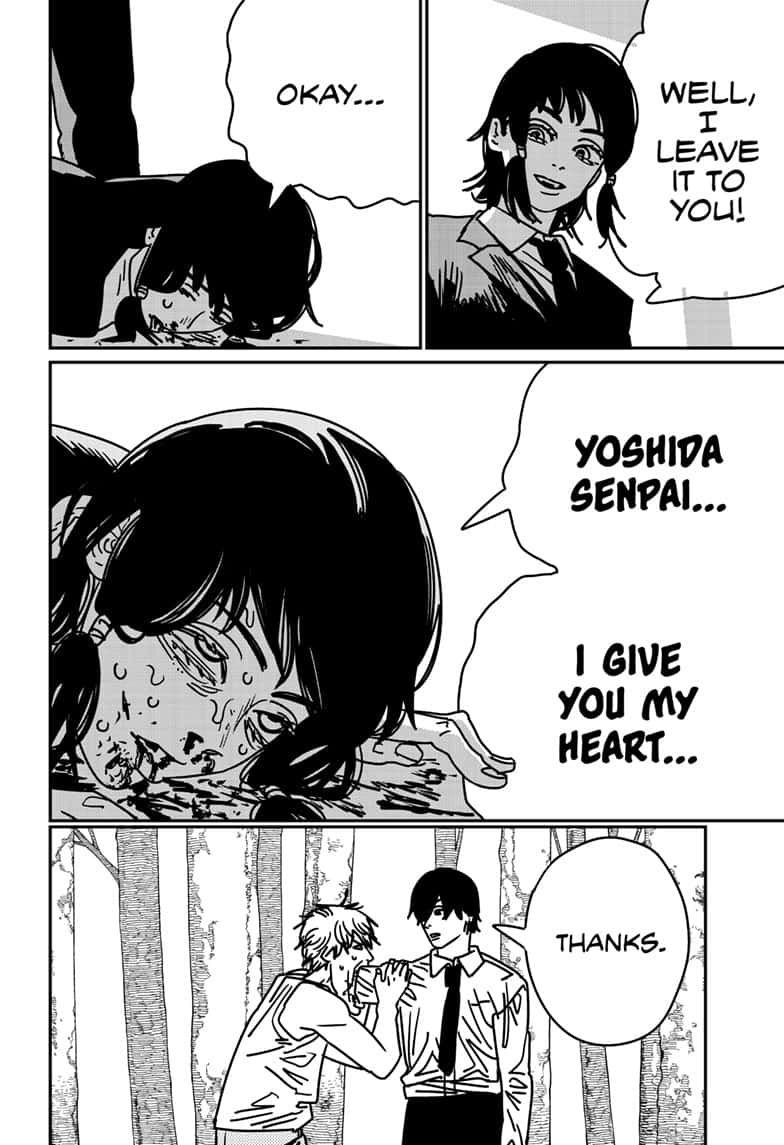 WELL,
I
LEAVE
IT TO
YOU!
OKAY...
YOSHIDA
SENPAI...
I GIVE
YOU MY
HEART...
THANKS.